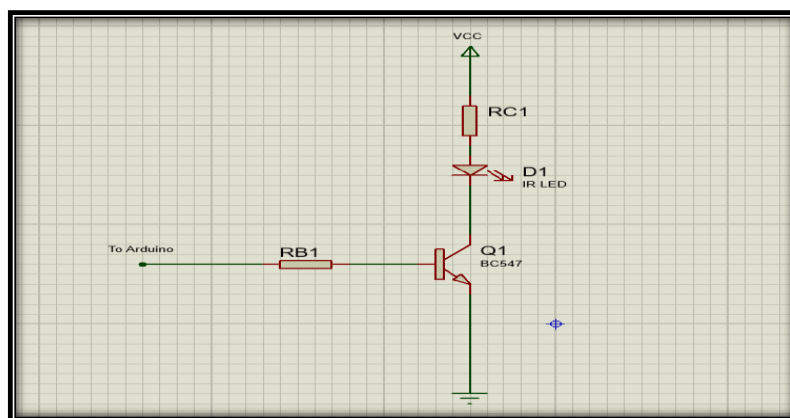 VCC
RC1
D1
IR LED
To Arduino
RB1
Q1
BC547